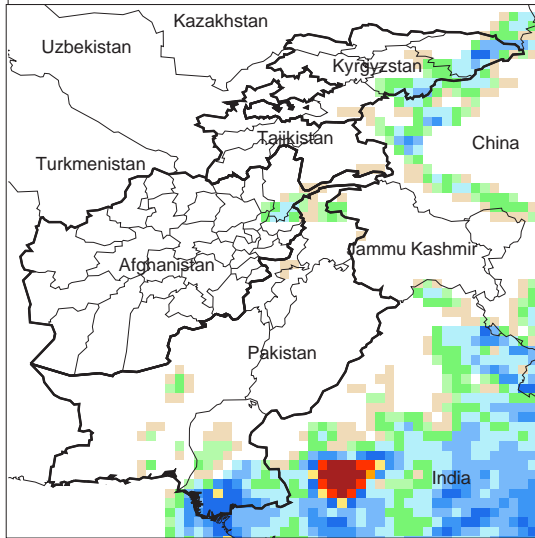 Kazakhstan
Uzbekistan
Kyrgyzstan
Tajikistan
China
Turkmenistan
Jammu Kashmir
Afghanistan
Pakistan
India